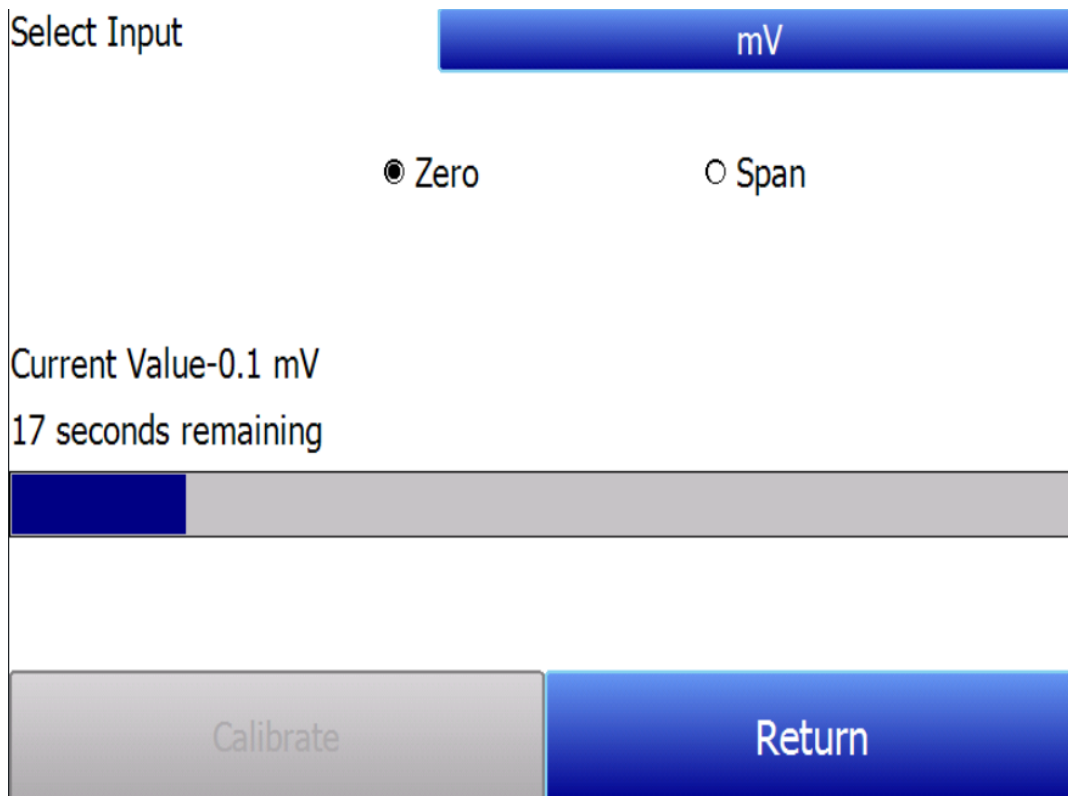 Select Input
mV
Zero
Span
Current Value-0.1 mV
17 seconds remaining
Calibrate
Return